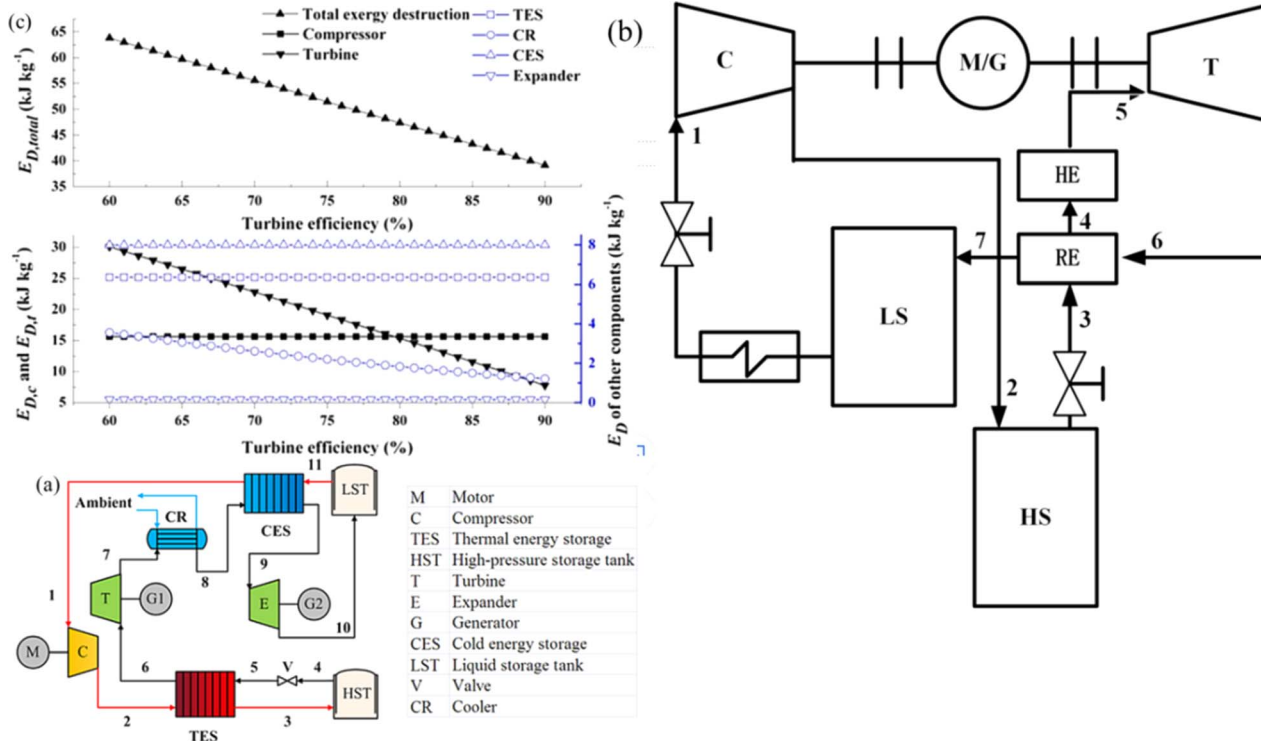 (c)
Total exergy destruction
Compressor
Turbine
TES
CR
CES
Expander
E_D,total (kJ kg⁻¹)
65
60
55
50
45
40
35
60 65 70 75 80 85 90
Turbine efficiency (%)
E_D,c and E_D,t (kJ kg⁻¹)
30
25
20
15
10
5
E_D of other components (kJ kg⁻¹)
8
6
4
2
0
60 65 70 75 80 85 90
Turbine efficiency (%)
(a)
Ambient
CR
CES
11
LST
7
8
9
1
T
G1
E
G2
10
M
C
6
5
V
4
HST
2
3
TES
M Motor
C Compressor
TES Thermal energy storage
HST High-pressure storage tank
T Turbine
E Expander
G Generator
CES Cold energy storage
LST Liquid storage tank
V Valve
CR Cooler
(b)
C
M/G
T
1
5
HE
4
7
RE
6
LS
3
2
HS